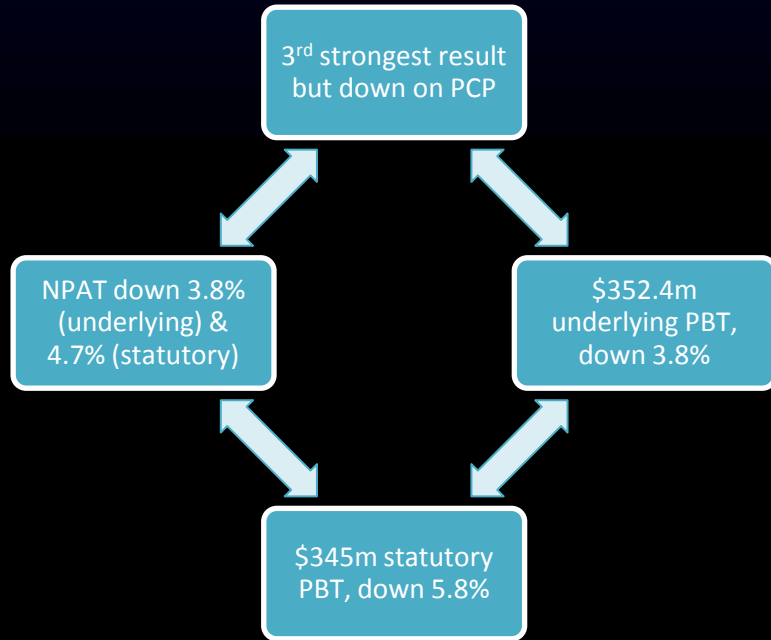 3rd strongest result
but down on PCP
NPAT down 3.8%
(underlying) &
4.7% (statutory)
$352.4m
underlying PBT,
down 3.8%
$345m statutory
PBT, down 5.8%